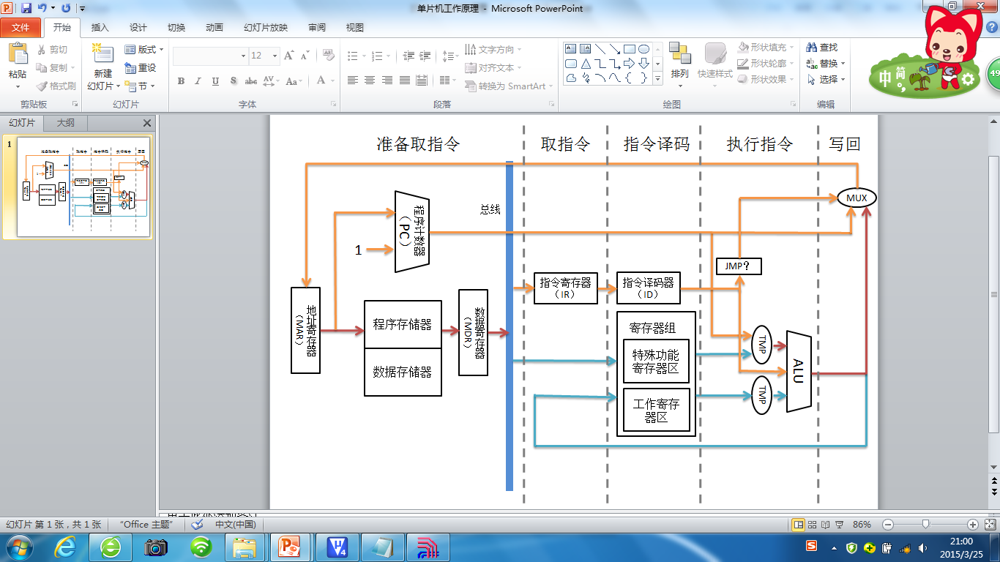 单片机工作原理 - Microsoft PowerPoint
文件 开始 插入 设计 切换 动画 幻灯片放映 审阅 视图
粘贴
剪切
复制
格式刷
剪贴板
新建
幻灯片
版式
重设
节
幻灯片
12
B I U S abc AV Aa A
字体
文字方向
对齐文本
转换为 SmartArt
段落
排列
快速样式
形状填充
形状轮廓
形状效果
绘图
查找
替换
选择
编辑
中
简
49
幻灯片 大纲
1
准备取指令 取指令 指令译码 执行指令 写回
总线
MUX
程序计数器
（PC）
1
JMP？
地址寄存器
（MAR）
程序存储器
数据存储器
数据寄存器
（MDR）
指令寄存器
（IR）
指令译码器
（ID）
寄存器组
特殊功能
寄存器区
工作寄存
器区
TMP
TMP
ALU
幻灯片 第 1 张，共 1 张
“Office 主题”
中文(中国)
86%
21:00
2015/3/25